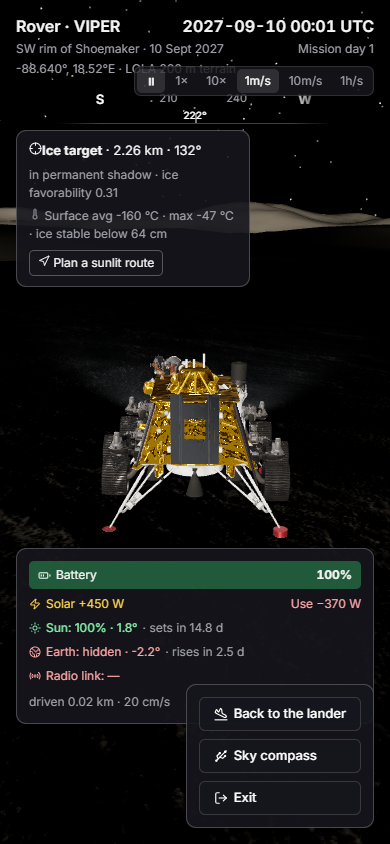 Rover · VIPER
2027-09-10 00:01 UTC
SW rim of Shoemaker · 10 Sept 2027
Mission day 1
-88.640°, 18.52°E · LOLA 200 m terrain
1× 10× 1m/s 10m/s 1h/s
S 210 240 W
222°
Ice target · 2.26 km · 132°
in permanent shadow · ice
favorability 0.31
Surface avg -160 °C · max -47 °C
· ice stable below 64 cm
Plan a sunlit route
Battery 100%
Solar +450 W Use −370 W
Sun: 100% · 1.8° · sets in 14.8 d
Earth: hidden · -2.2° · rises in 2.5 d
Radio link: —
driven 0.02 km · 20 cm/s
Back to the lander
Sky compass
Exit